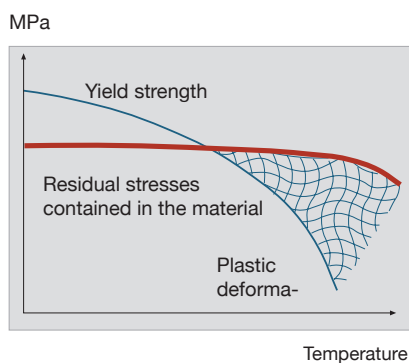 MPa
Yield strength
Residual stresses
contained in the material
Plastic
deforma-
Temperature